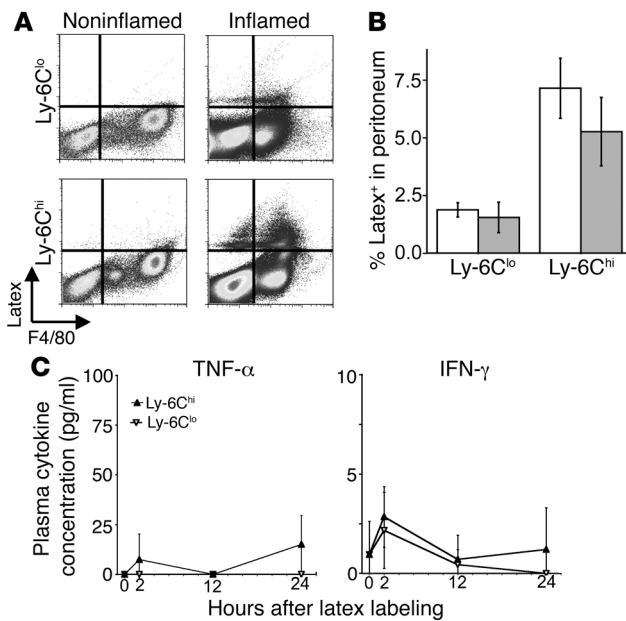 A
Noninflamed Inflamed
Ly-6Clo
Ly-6Chi
Latex
F4/80
B
% Latex+ in peritoneum
7.5
5.0
2.5
0.0
Ly-6Clo Ly-6Chi
C
TNF-α
IFN-γ
Plasma cytokine
concentration (pg/ml)
100
75
50
25
0
Ly-6Chi
Ly-6Clo
0 2 12 24
10
5
0
0 2 12 24
Hours after latex labeling